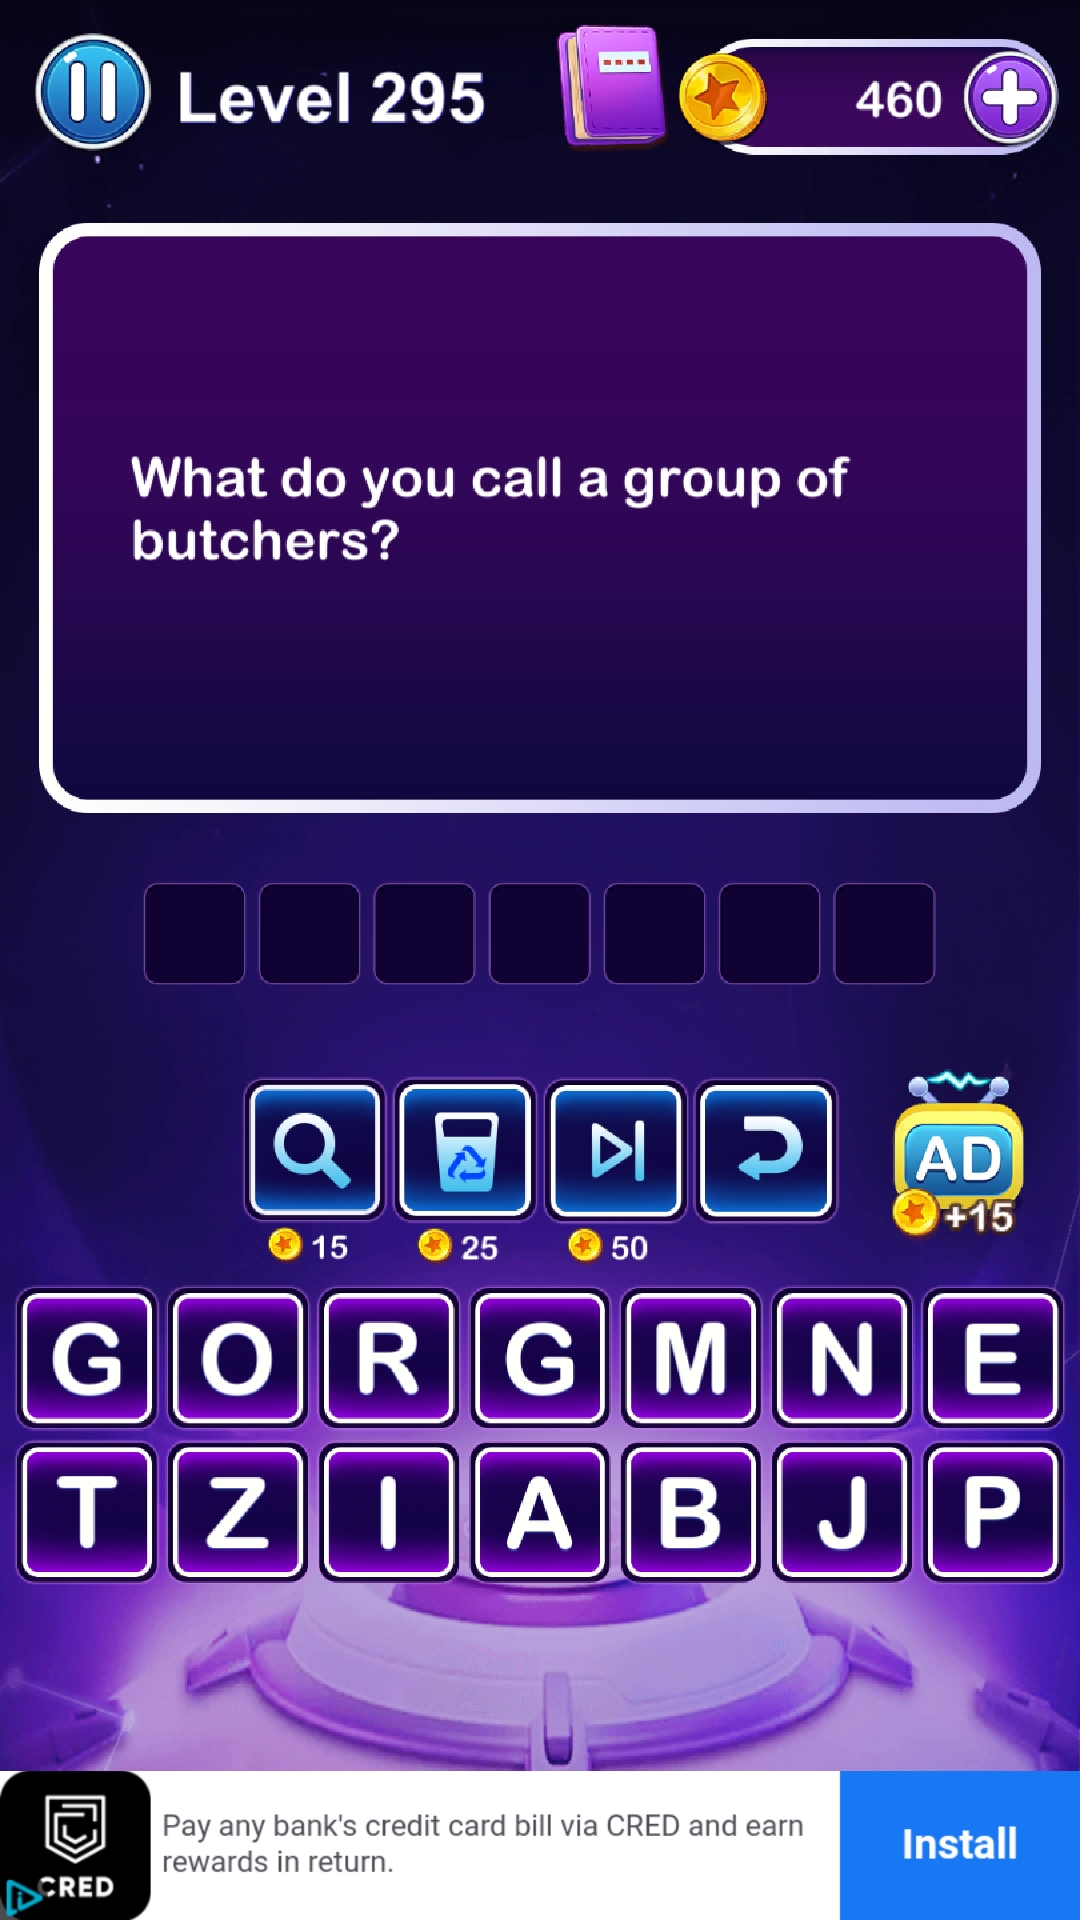 Level 295
460
What do you call a group of
butchers?
AD
+15
15 25 50
G O R G M N E
T Z I A B J P
Pay any bank's credit card bill via CRED and earn
rewards in return.
Install
CRED